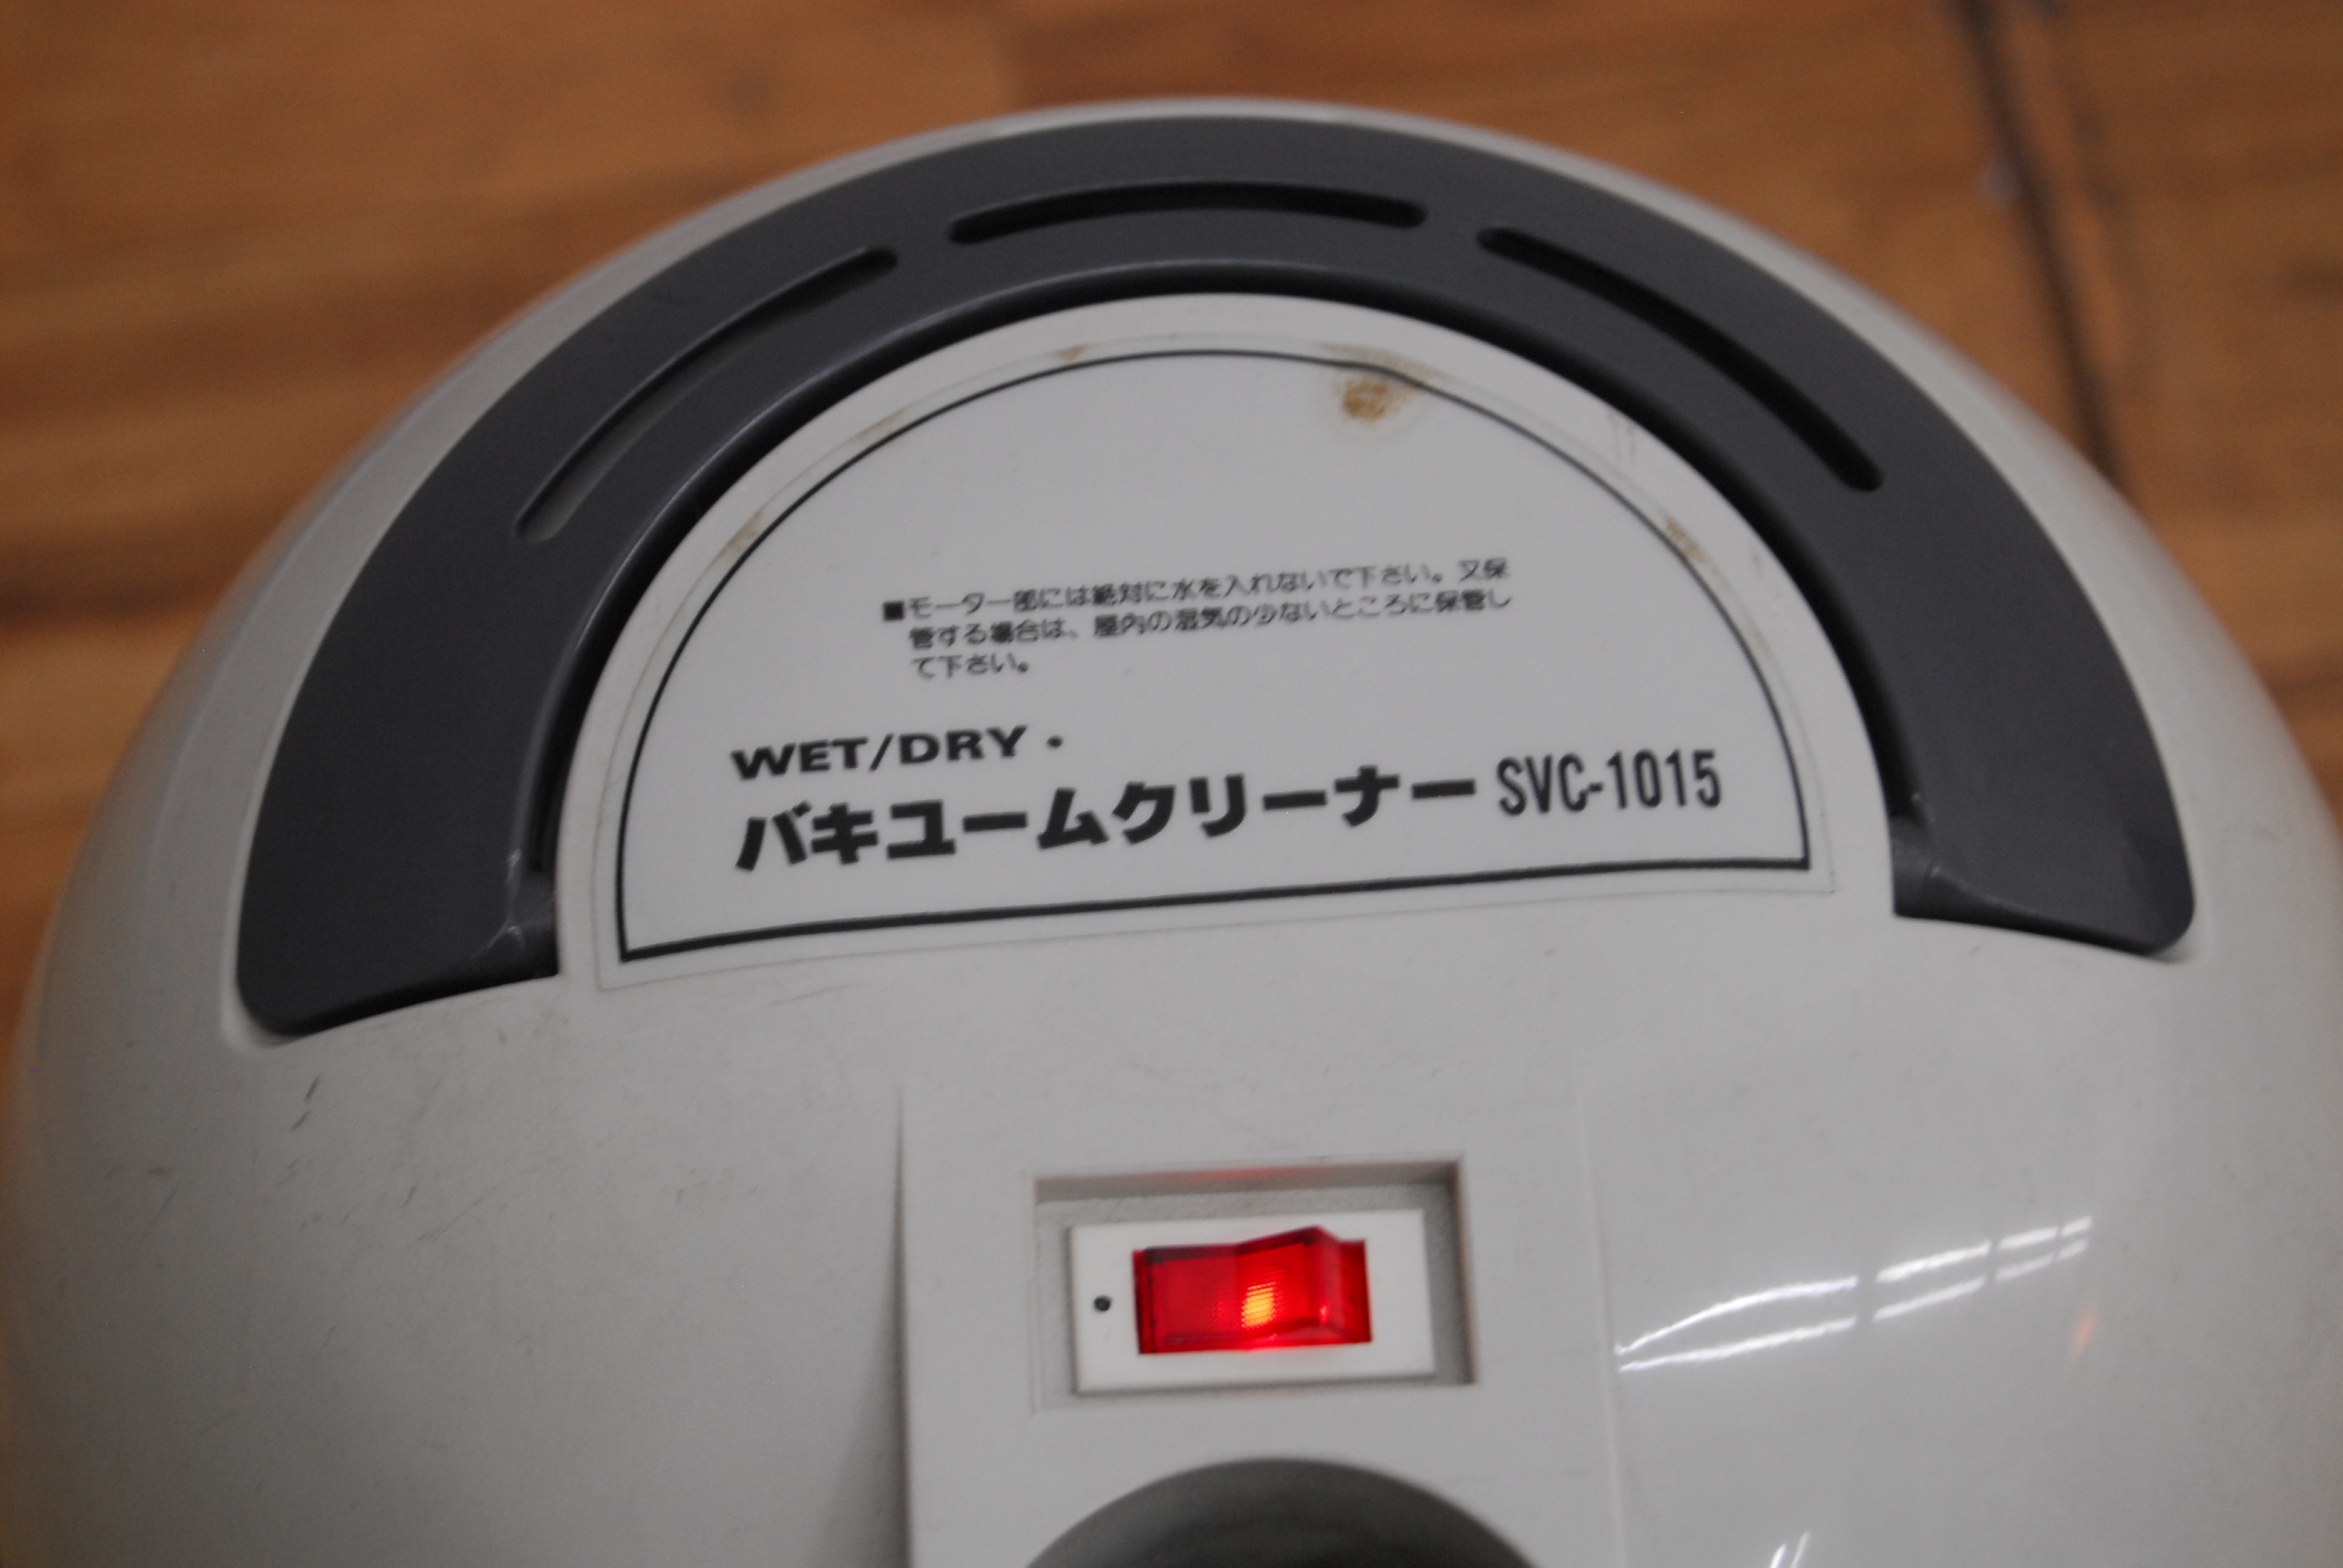 ■モーター部には絶対に水を入れないで下さい。又保
管する場合は、屋内の湿気の少ないところに保管し
て下さい。
WET/DRY・
バキュームクリーナー SVC-1015